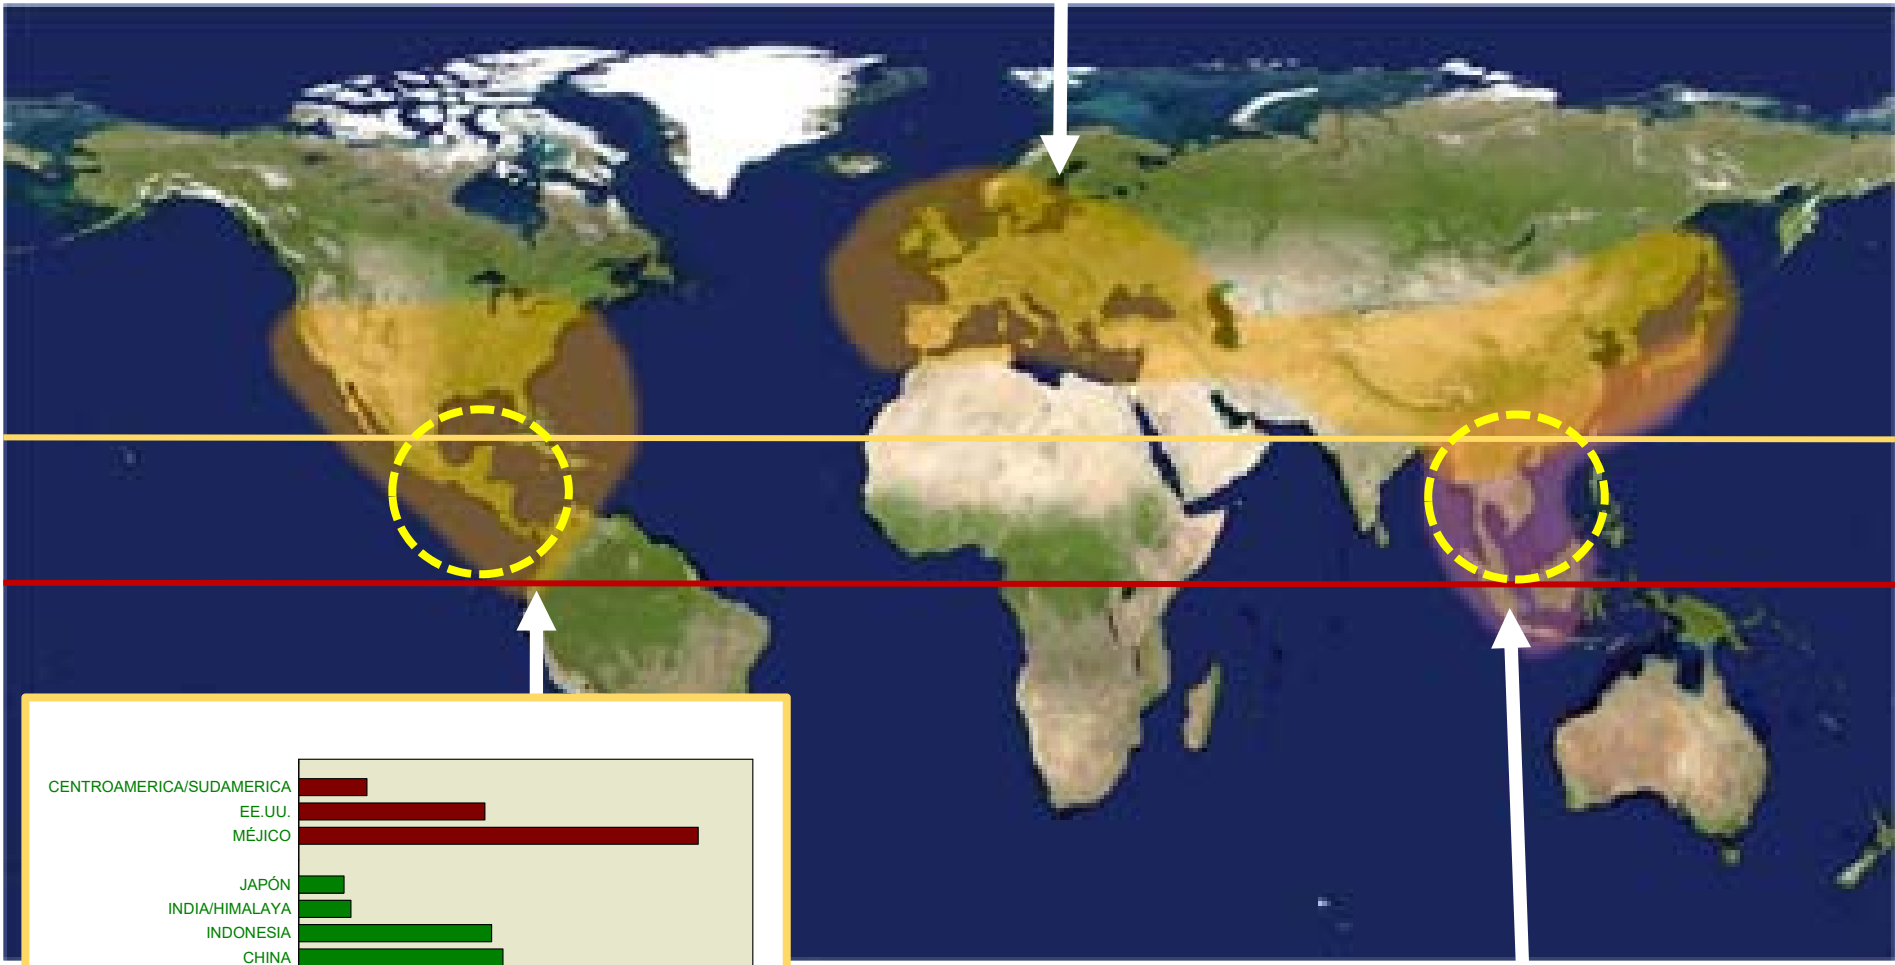 CENTROAMERICA/SUDAMERICA
EE.UU.
MÉJICO
JAPÓN
INDIA/HIMALAYA
INDONESIA
CHINA